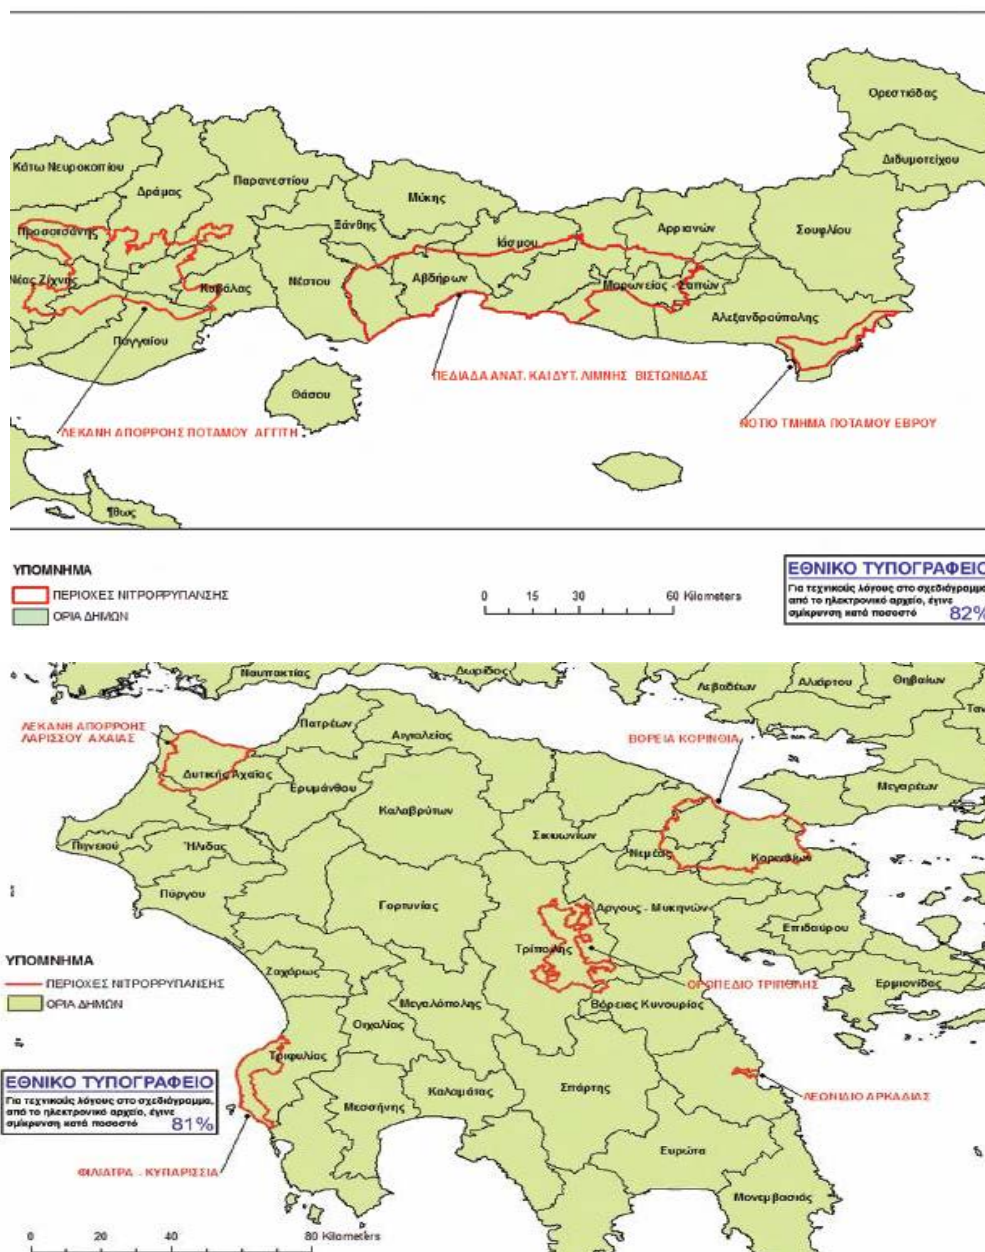 Ορεστιάδας
Διδυμοτείχου
Κάτω Νευροκοπίου
Δράμας
Παρανεστίου
Μύκης
Ξάνθης
Ιάσμου
Αρριανών
Σουφλίου
Προσοτσάνης
Νέας Ζίχνης
Καβάλας
Νέστου
Αβδήρων
Μαρωνείας - Σαπών
Αλεξανδρούπολης
Παγγαίου
Θάσου
ΠΕΔΙΑΔΑ ΑΝΑΤ. ΚΑΙ ΔΥΤ. ΛΙΜΝΗΣ ΒΙΣΤΩΝΙΔΑΣ
ΛΕΚΑΝΗ ΑΠΟΡΡΟΗΣ ΠΟΤΑΜΟΥ ΑΓΓΙΤΗ
ΝΟΤΙΟ ΤΜΗΜΑ ΠΟΤΑΜΟΥ ΕΒΡΟΥ
Άθως
ΥΠΟΜΝΗΜΑ
ΠΕΡΙΟΧΕΣ ΝΙΤΡΟΡΡΥΠΑΝΣΗΣ
ΟΡΙΑ ΔΗΜΩΝ
0 15 30 60 Kilometers
ΕΘΝΙΚΟ ΤΥΠΟΓΡΑΦΕΙΟ
Για τεχνικούς λόγους στο σχεδιάγραμμα,
από το ηλεκτρονικό αρχείο, έγινε
σμίκρυνση κατά ποσοστό 82%
Ναυπακτίας
Δωρίδος
Λεβαδέων
Αλιάρτου
Θηβαίων
Ταν
ΛΕΚΑΝΗ ΑΠΟΡΡΟΗΣ
ΛΑΡΙΣΣΟΥ ΑΧΑΙΑΣ
Πατρέων
Αιγιαλείας
ΒΟΡΕΙΑ ΚΟΡΙΝΘΙΑ
Δυτικής Αχαΐας
Ερυμάνθου
Καλαβρύτων
Μεγαρέων
Σικυωνίων
Πηνειού
Ήλιδας
Νεμέας
Κορινθίων
Πύργου
Γορτυνίας
Άργους - Μυκηνών
Επιδαύρου
Τρίπολης
Ζαχάρως
Μεγαλόπολης
ΟΡΟΠΕΔΙΟ ΤΡΙΠΟΛΗΣ
Ερμιονίδας
Βόρειας Κυνουρίας
Οιχαλίας
Τριφυλίας
ΥΠΟΜΝΗΜΑ
ΠΕΡΙΟΧΕΣ ΝΙΤΡΟΡΡΥΠΑΝΣΗΣ
ΟΡΙΑ ΔΗΜΩΝ
ΕΘΝΙΚΟ ΤΥΠΟΓΡΑΦΕΙΟ
Για τεχνικούς λόγους στο σχεδιάγραμμα,
από το ηλεκτρονικό αρχείο, έγινε
σμίκρυνση κατά ποσοστό 81%
Μεσσήνης
Καλαμάτας
Σπάρτης
ΛΕΩΝΙΔΙΟ ΑΡΚΑΔΙΑΣ
ΦΙΛΙΑΤΡΑ - ΚΥΠΑΡΙΣΣΙΑ
Ευρώτα
Μονεμβασιάς
0 20 40 80 Kilometers